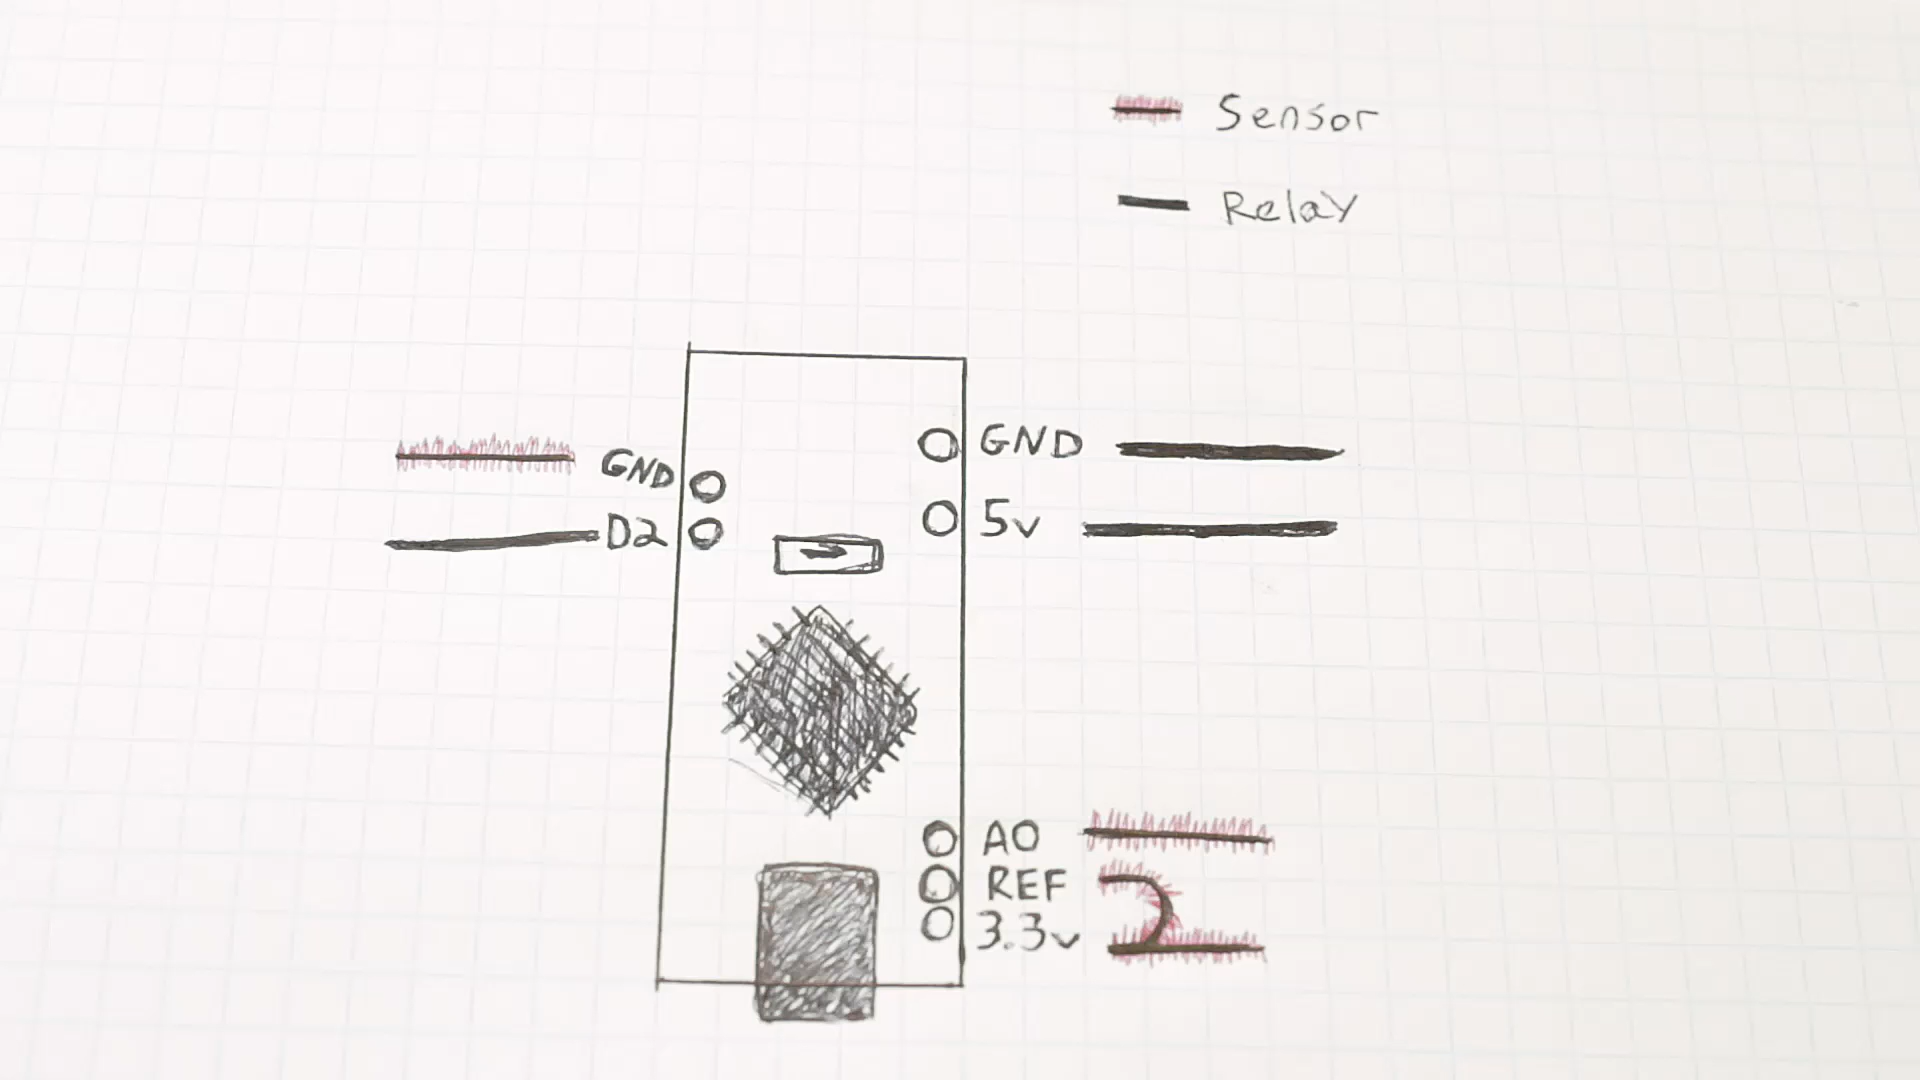 Sensor
Relay
GND
GND
5v
D2
A0
REF
3.3v